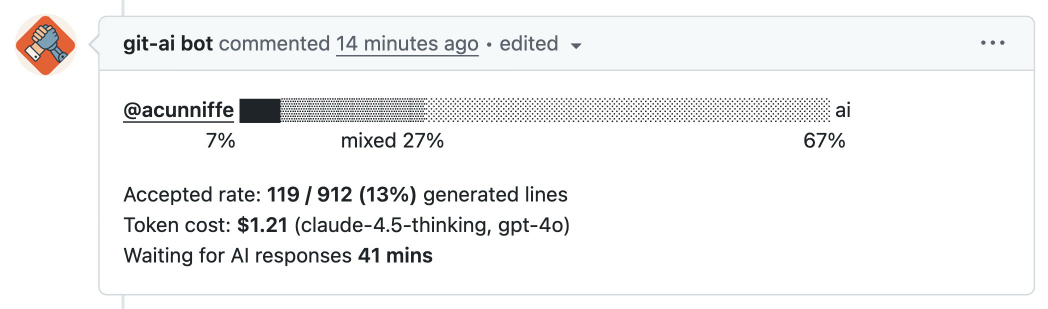 git-ai bot commented 14 minutes ago • edited
@acunniffe ai
7% mixed 27% 67%
Accepted rate: 119 / 912 (13%) generated lines
Token cost: $1.21 (claude-4.5-thinking, gpt-4o)
Waiting for AI responses 41 mins